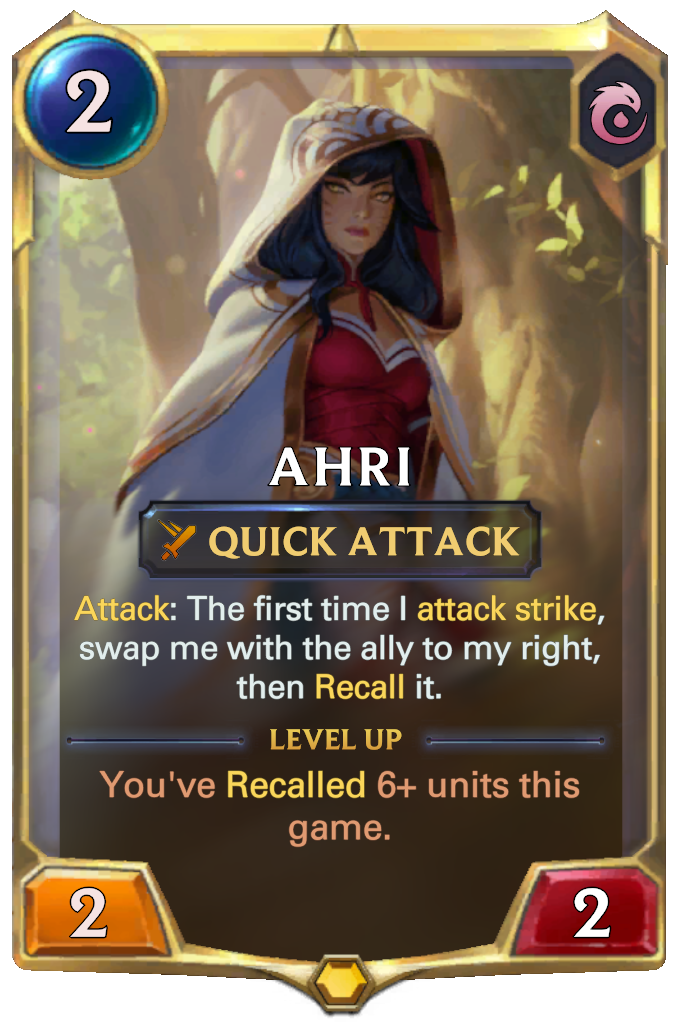 2
AHRI
QUICK ATTACK
Attack: The first time I attack strike,
swap me with the ally to my right,
then Recall it.
LEVEL UP
You've Recalled 6+ units this
game.
2
2